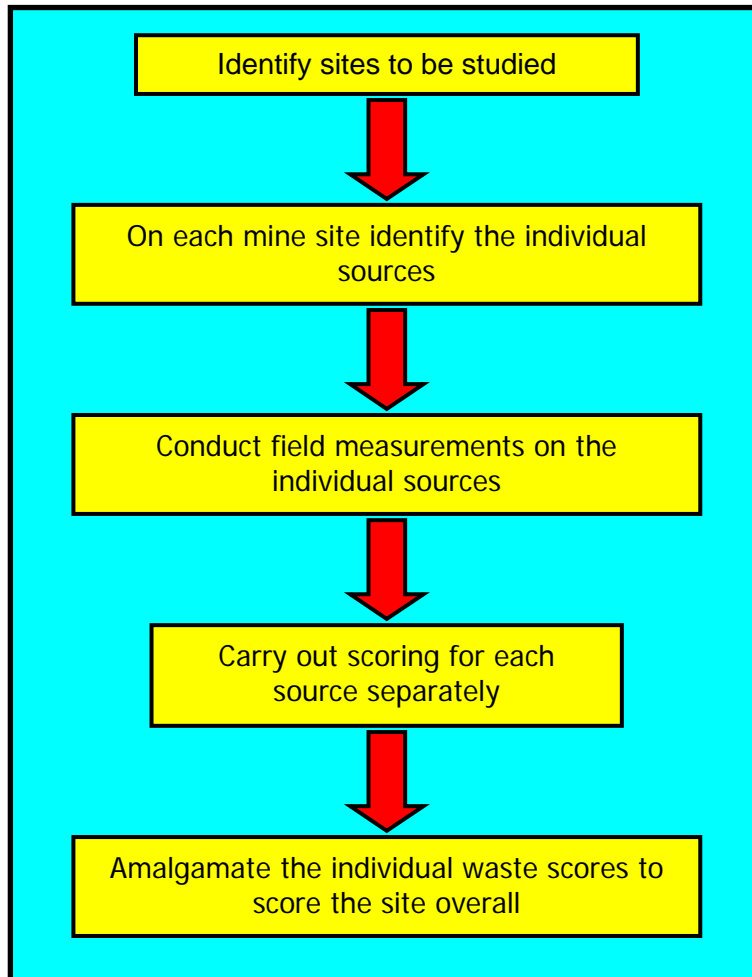 Identify sites to be studied
On each mine site identify the individual
sources
Conduct field measurements on the
individual sources
Carry out scoring for each
source separately
Amalgamate the individual waste scores to
score the site overall